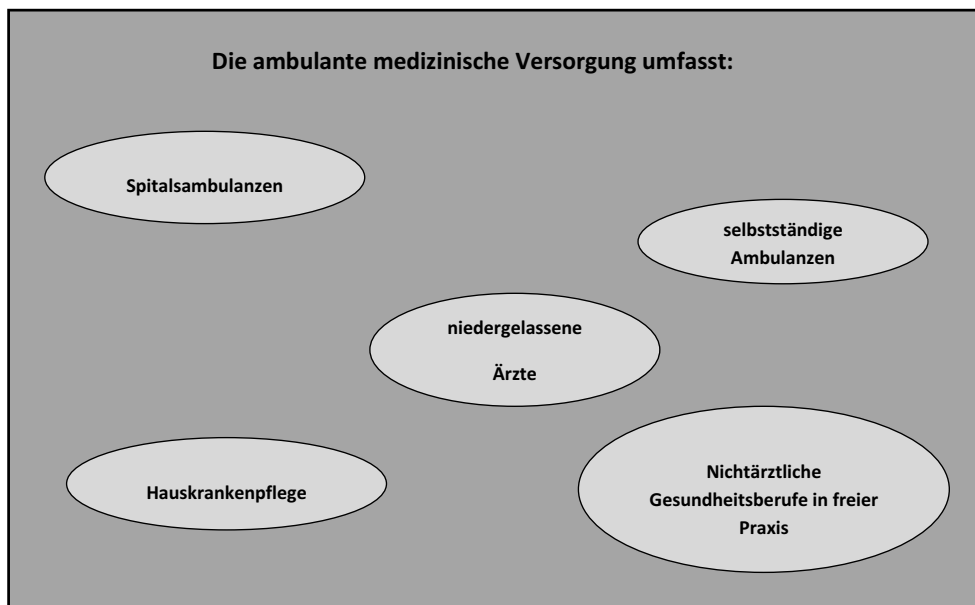 Die ambulante medizinische Versorgung umfasst:
Spitalsambulanzen
selbstständige
Ambulanzen
niedergelassene
Ärzte
Hauskrankenpflege
Nichtärztliche
Gesundheitsberufe in freier
Praxis